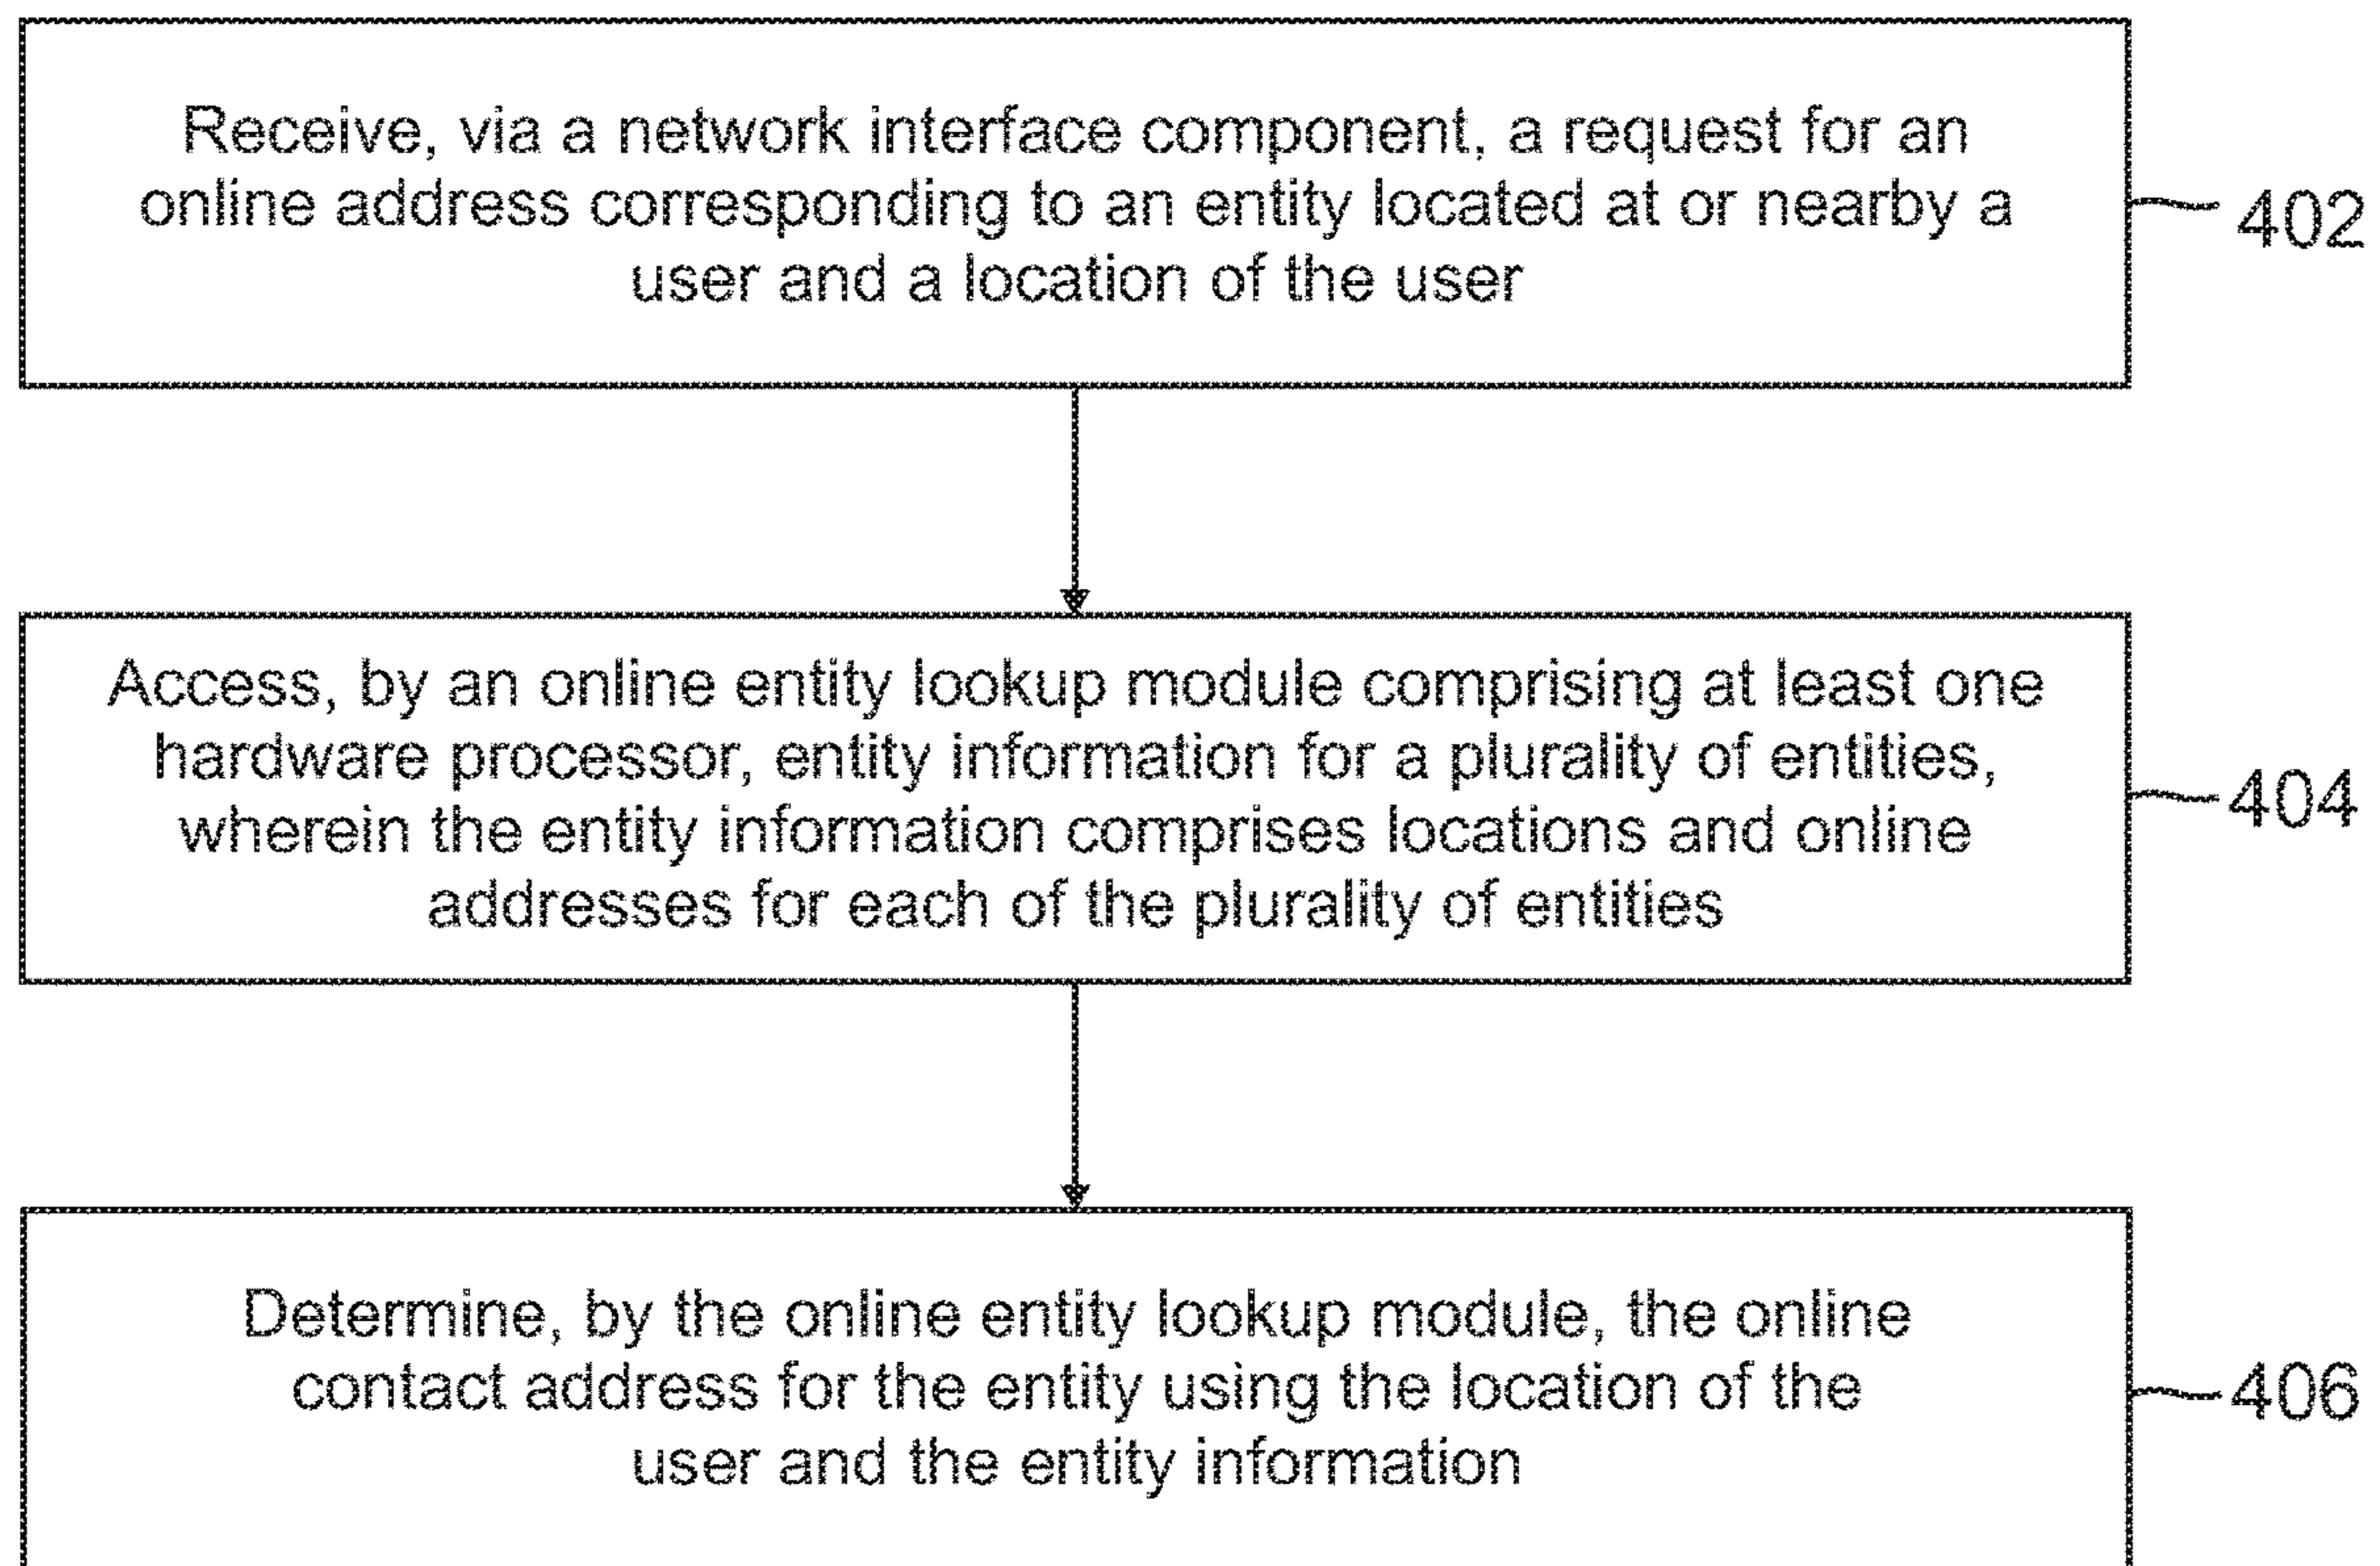 Receive, via a network interface component, a request for an
online address corresponding to an entity located at or nearby a
user and a location of the user
402
Access, by an online entity lookup module comprising at least one
hardware processor, entity information for a plurality of entities,
wherein the entity information comprises locations and online
addresses for each of the plurality of entities
404
Determine, by the online entity lookup module, the online
contact address for the entity using the location of the
user and the entity information
406